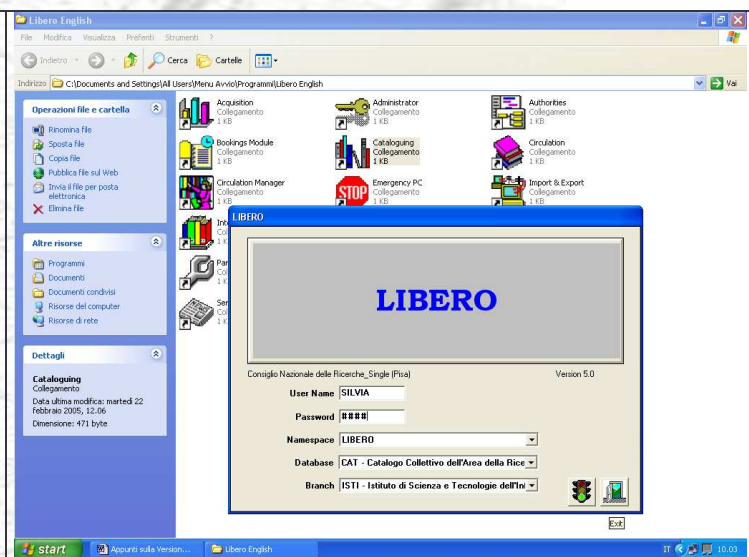 Libero English
File Modifica Visualizza Preferiti Strumenti ?
Indietro Cerca Cartelle
Indirizzo C:\Documents and Settings\All Users\Menu Avvio\Programmi\Libero English Vai
Operazioni file e cartella
Rinomina file
Sposta file
Copia file
Pubblica file sul Web
Invia il file per posta
elettronica
Elimina file
Altre risorse
Programmi
Documenti
Documenti condivisi
Risorse del computer
Risorse di rete
Dettagli
Cataloguing
Collegamento
Data ultima modifica: martedì 22
febbraio 2005, 12.06
Dimensione: 471 byte
Acquisition
Collegamento
1 KB
Administrator
Collegamento
1 KB
Authorities
Collegamento
1 KB
Bookings Module
Collegamento
1 KB
Cataloguing
Collegamento
1 KB
Circulation
Collegamento
1 KB
Circulation Manager
Collegamento
1 KB
Emergency PC
Collegamento
1 KB
STOP
Import & Export
Collegamento
1 KB
LIBERO
LIBERO
Consiglio Nazionale delle Ricerche_Single (Pisa) Version 5.0
User Name SILVIA
Password ####
Namespace LIBERO
Database CAT - Catalogo Collettivo dell'Area della Rice
Branch ISTI - Istituto di Scienza e Tecnologie dell'In
Exit
start Appunti sulla Version... Libero English IT 10.03